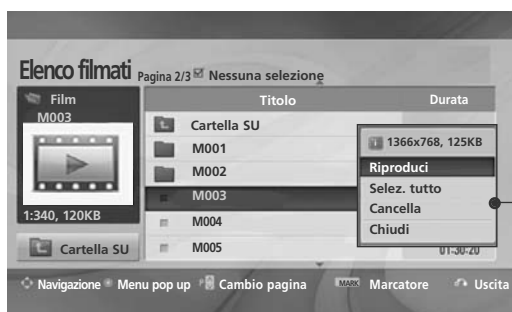 Elenco filmati Pagina 2/3 Nessuna selezione
Film
M003
1:340, 120KB
Cartella SU
Titolo
Durata
Cartella SU
M001
M002
M003
M004
M005
1366x768, 125KB
Riproduci
Selez. tutto
Cancella
Chiudi
01:30:20
Navigazione Menu pop up Cambio pagina MARK Marcatore Uscita